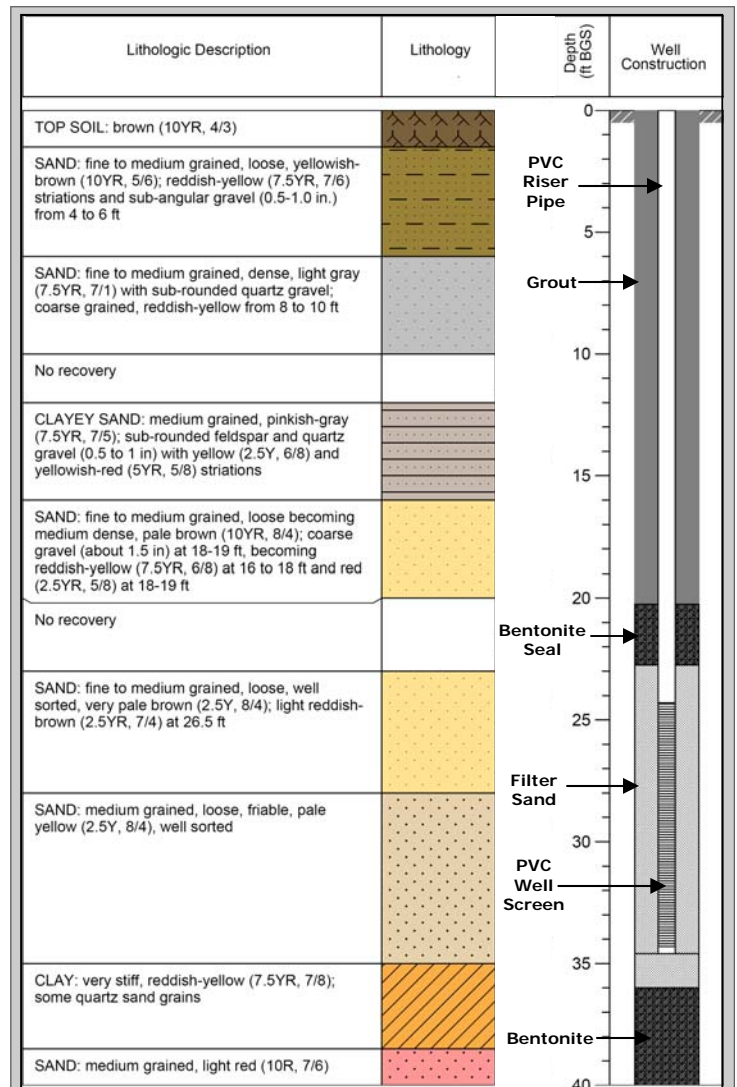 Lithologic Description
Lithology
Depth
(ft BGS)
Well
Construction
TOP SOIL: brown (10YR, 4/3)
SAND: fine to medium grained, loose, yellowish-
brown (10YR, 5/6); reddish-yellow (7.5YR, 7/6)
striations and sub-angular gravel (0.5-1.0 in.)
from 4 to 6 ft
SAND: fine to medium grained, dense, light gray
(7.5YR, 7/1) with sub-rounded quartz gravel;
coarse grained, reddish-yellow from 8 to 10 ft
No recovery
CLAYEY SAND: medium grained, pinkish-gray
(7.5YR, 7/5); sub-rounded feldspar and quartz
gravel (0.5 to 1 in) with yellow (2.5Y, 6/8) and
yellowish-red (5YR, 5/8) striations
SAND: fine to medium grained, loose becoming
medium dense, pale brown (10YR, 8/4); coarse
gravel (about 1.5 in) at 18-19 ft, becoming
reddish-yellow (7.5YR, 6/8) at 16 to 18 ft and red
(2.5YR, 5/8) at 18-19 ft
No recovery
SAND: fine to medium grained, loose, well
sorted, very pale brown (2.5Y, 8/4); light reddish-
brown (2.5YR, 7/4) at 26.5 ft
SAND: medium grained, loose, friable, pale
yellow (2.5Y, 8/4), well sorted
CLAY: very stiff, reddish-yellow (7.5YR, 7/8);
some quartz sand grains
SAND: medium grained, light red (10R, 7/6)
0
5
10
15
20
25
30
35
40
PVC
Riser
Pipe
Grout
Bentonite
Seal
Filter
Sand
PVC
Well
Screen
Bentonite